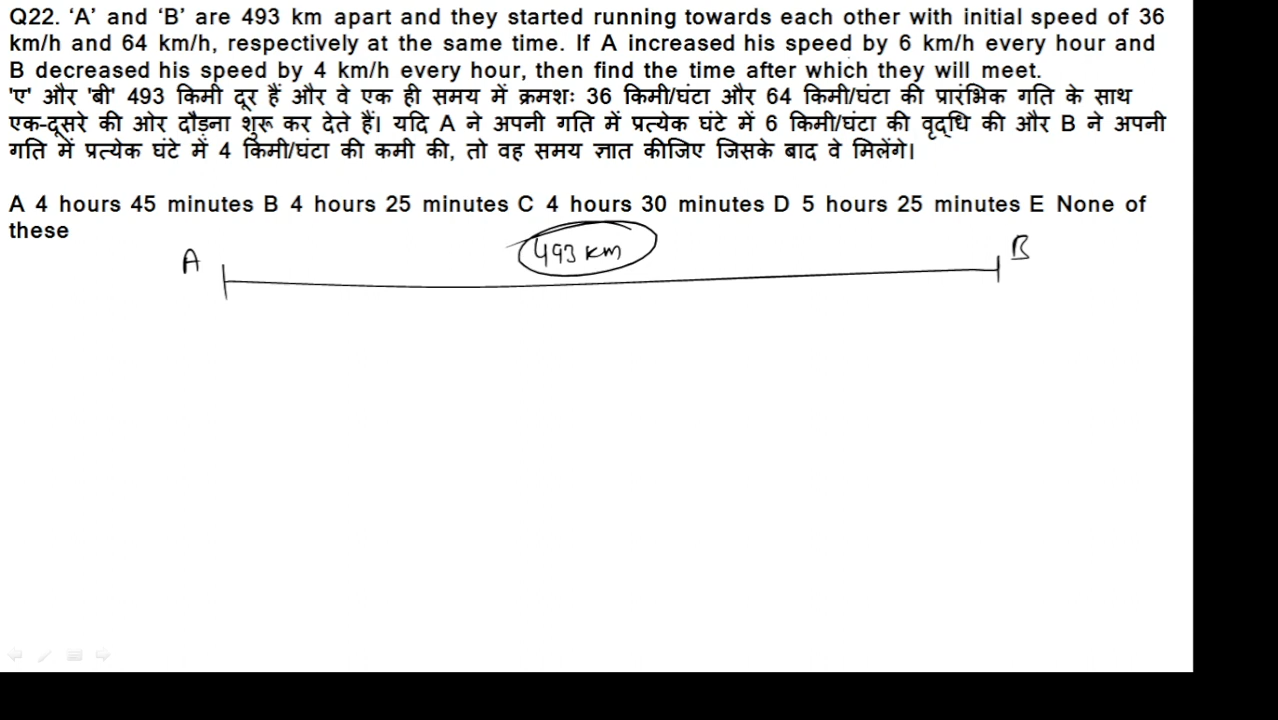 Q22. ‘A’ and ‘B’ are 493 km apart and they started running towards each other with initial speed of 36
km/h and 64 km/h, respectively at the same time. If A increased his speed by 6 km/h every hour and
B decreased his speed by 4 km/h every hour, then find the time after which they will meet.
'ए' और 'बी' 493 किमी दूर हैं और वे एक ही समय में क्रमशः 36 किमी/घंटा और 64 किमी/घंटा की प्रारंभिक गति के साथ
एक-दूसरे की ओर दौड़ना शुरू कर देते हैं। यदि A ने अपनी गति में प्रत्येक घंटे में 6 किमी/घंटा की वृद्धि की और B ने अपनी
गति में प्रत्येक घंटे में 4 किमी/घंटा की कमी की, तो वह समय ज्ञात कीजिए जिसके बाद वे मिलेंगे।
A 4 hours 45 minutes B 4 hours 25 minutes C 4 hours 30 minutes D 5 hours 25 minutes E None of
these
A 493 km B